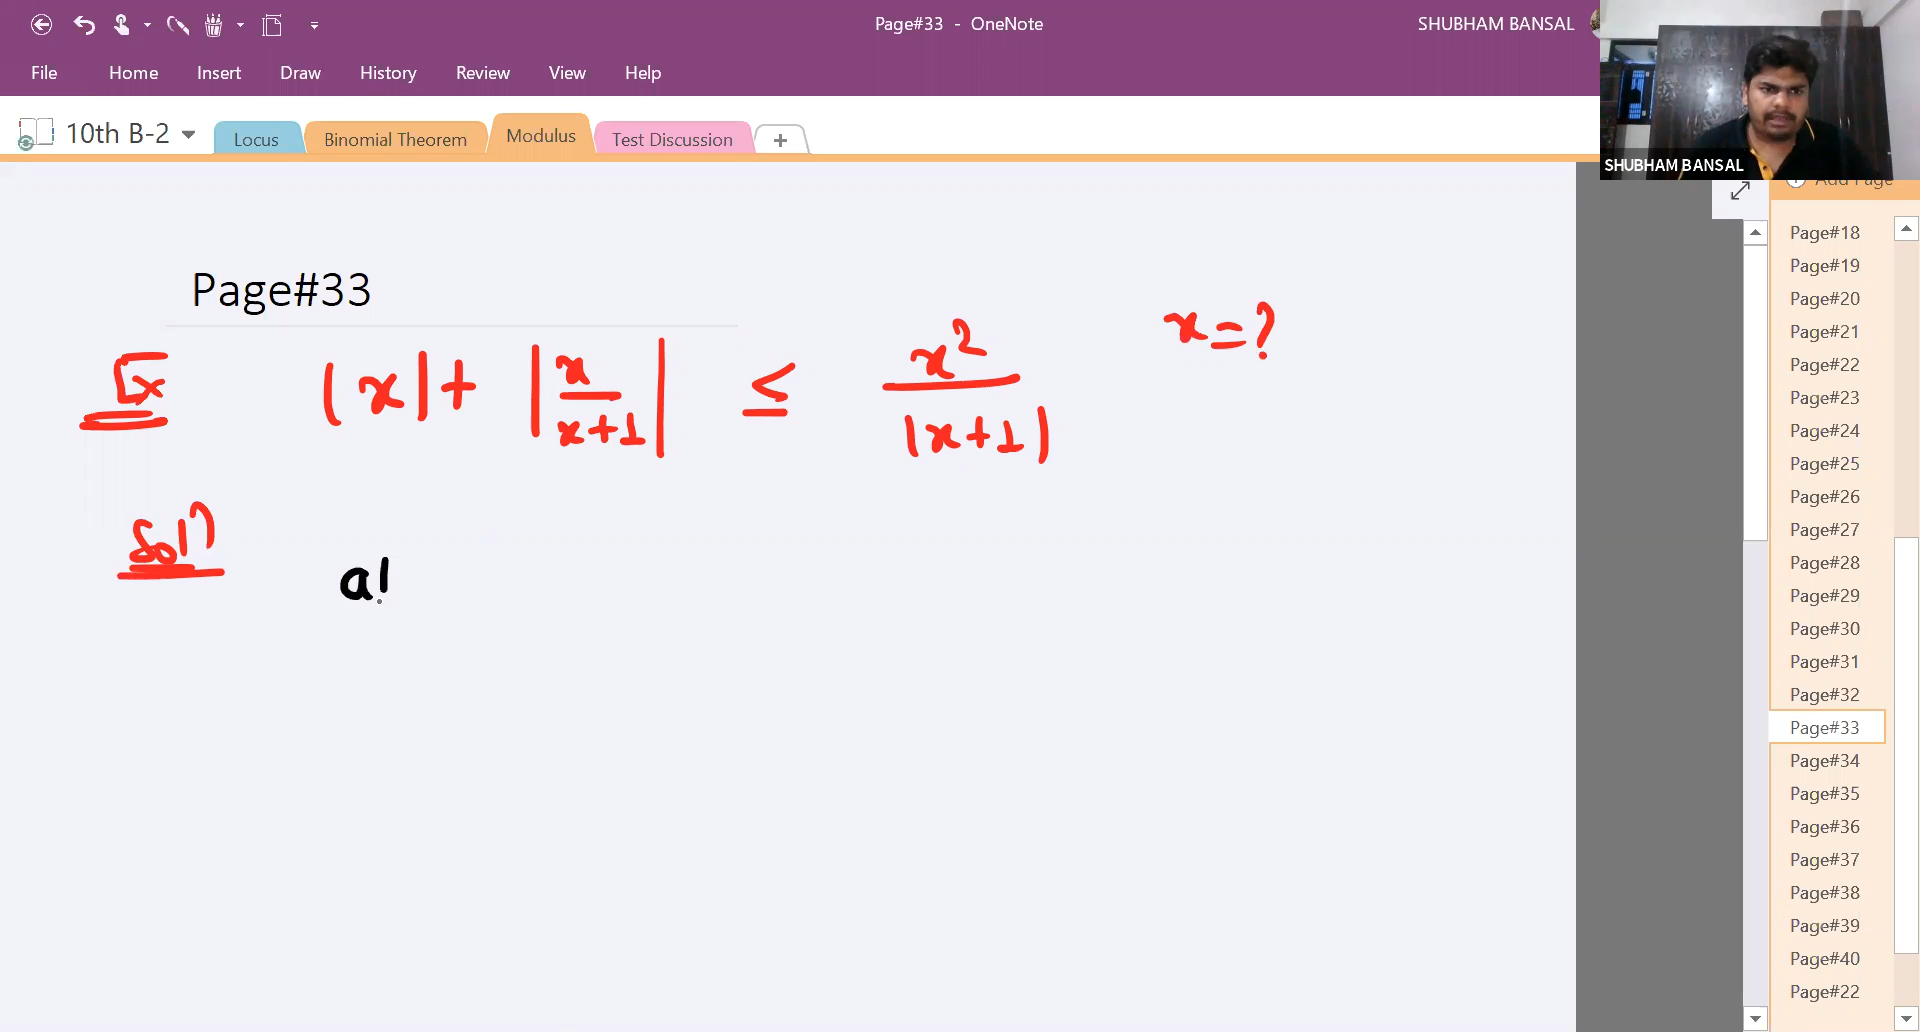 Page#33 - OneNote
SHUBHAM BANSAL
File Home Insert Draw History Review View Help
10th B-2 Locus Binomial Theorem Modulus Test Discussion +
SHUBHAM BANSAL
Add Page
Page#33
Ex |x| + |x/(x+1)| ≤ x²/|x+1| x=?
Solⁿ
a!
Page#18
Page#19
Page#20
Page#21
Page#22
Page#23
Page#24
Page#25
Page#26
Page#27
Page#28
Page#29
Page#30
Page#31
Page#32
Page#33
Page#34
Page#35
Page#36
Page#37
Page#38
Page#39
Page#40
Page#22